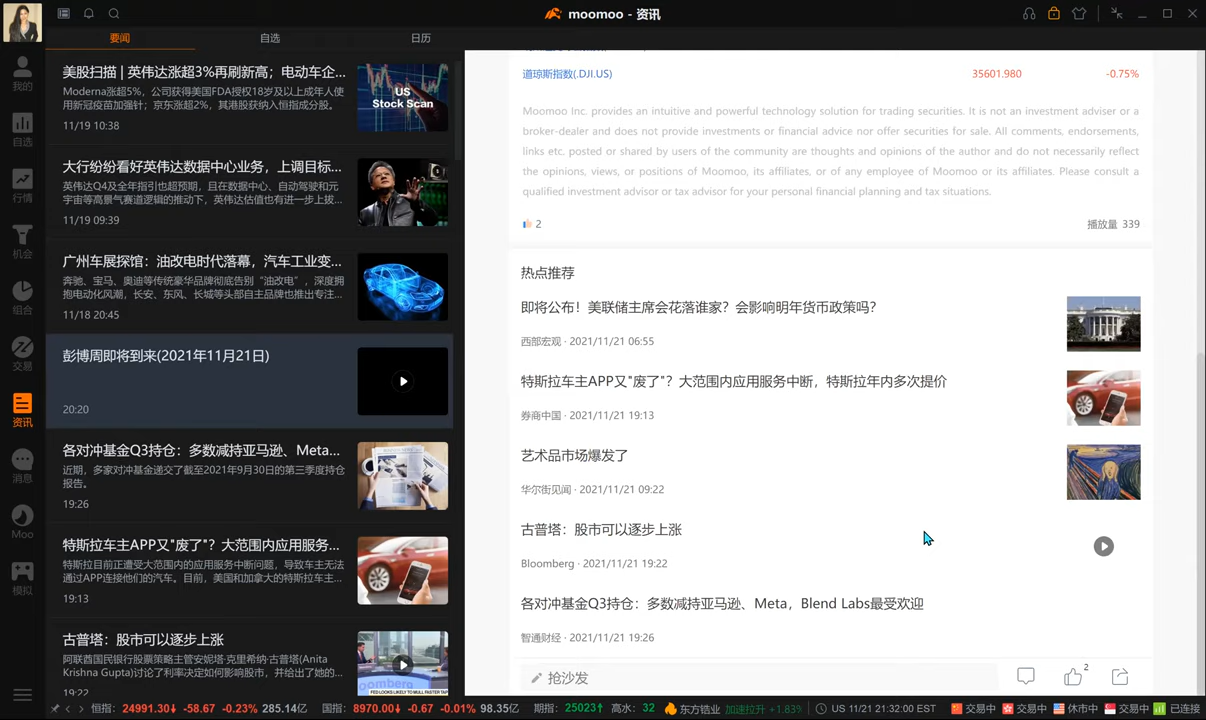 moomoo - 资讯
要闻
自选
日历
我的
自选
行情
机会
组合
交易
资讯
消息
Moo
模拟
美股扫描 | 英伟达涨超3%再刷新高；电动车企...
Moderna涨超5%，公司获得美国FDA授权18岁及以上成年人使
用新冠疫苗加强针；京东涨超2%，其港股获纳入恒指成分股。
11/19 10:38
US
Stock Scan
大行纷纷看好英伟达数据中心业务，上调目标...
英伟达Q4及全年指引也超预期，且在数据中心、自动驾驶和元
宇宙等高景气赛道逻辑的推动下，英伟达估值也有进一步上拔...
11/19 09:39
广州车展探馆：油改电时代落幕，汽车工业变...
奔驰、宝马、奥迪等传统豪华品牌彻底告别“油改电”，深度拥
抱电动化风潮，长安、东风、长城等头部自主品牌也推出专注...
11/18 20:45
彭博周即将到来(2021年11月21日)
20:20
各对冲基金Q3持仓：多数减持亚马逊、Meta...
近期，多家对冲基金递交了截至2021年9月30日的第三季度持仓
报告。
19:26
特斯拉车主APP又"废了"？大范围内应用服务...
特斯拉目前正遭受大范围内的应用服务中断问题，导致车主无法
通过APP连接他们的汽车。目前，美国和加拿大的特斯拉车主...
19:13
古普塔：股市可以逐步上涨
阿联酋国民银行股票策略主管安妮塔·克里希纳·古普塔(Anita
Krishna Gupta)讨论了利率决定如何影响股市，并给出了她的...
19:22
FED LOOKS LIKELY TO MULL FASTER TAP
道琼斯指数(.DJI.US)
35601.980
-0.75%
Moomoo Inc. provides an intuitive and powerful technology solution for trading securities. It is not an investment adviser or a
broker-dealer and does not provide investments or financial advice nor offer securities for sale. All comments, endorsements,
links etc. posted or shared by users of the community are thoughts and opinions of the author and do not necessarily reflect
the opinions, views, or positions of Moomoo, its affiliates, or of any employee of Moomoo or its affiliates. Please consult a
qualified investment advisor or tax advisor for your personal financial planning and tax situations.
2
播放量 339
热点推荐
即将公布！美联储主席会花落谁家？会影响明年货币政策吗？
西部宏观 · 2021/11/21 06:55
特斯拉车主APP又"废了"？大范围内应用服务中断，特斯拉年内多次提价
券商中国 · 2021/11/21 19:13
艺术品市场爆发了
华尔街见闻 · 2021/11/21 09:22
古普塔：股市可以逐步上涨
Bloomberg · 2021/11/21 19:22
各对冲基金Q3持仓：多数减持亚马逊、Meta，Blend Labs最受欢迎
智通财经 · 2021/11/21 19:26
抢沙发
2
恒指: 24991.30↓ -58.67 -0.23% 285.14亿 国指: 8970.00↓ -0.67 -0.01% 98.35亿 期指: 25023↑ 高水: 32 东方锆业 加速拉升 +1.83% US 11/21 21:32:00 EST 交易中 交易中 休市中 交易中 已连接